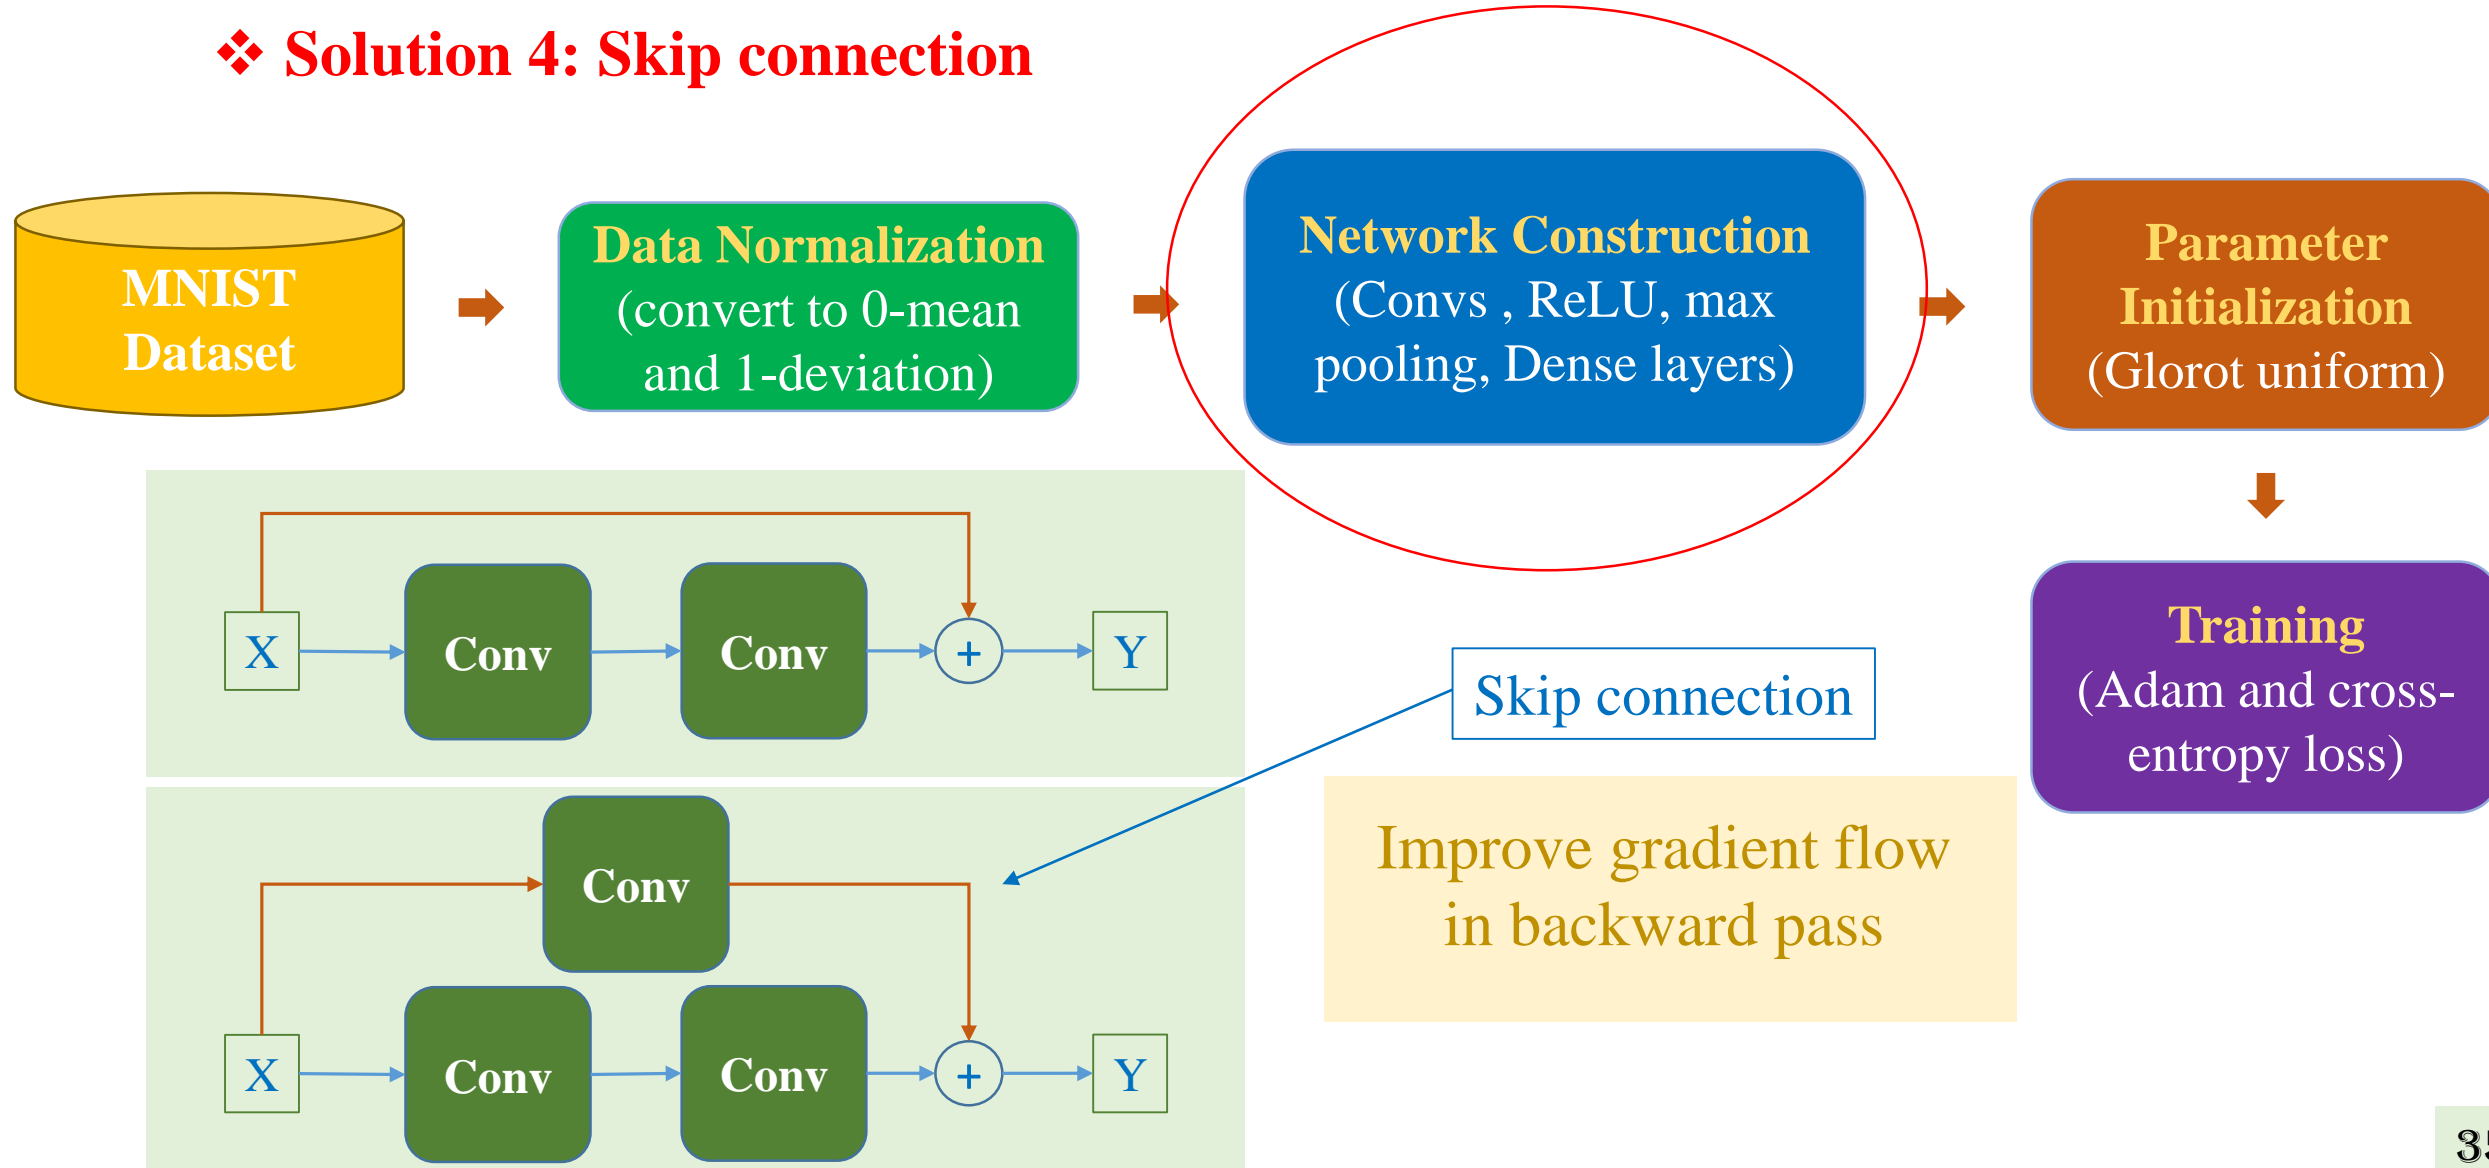 ❖ Solution 4: Skip connection
MNIST
Dataset
Data Normalization
(convert to 0-mean
and 1-deviation)
Network Construction
(Convs , ReLU, max
pooling, Dense layers)
Parameter
Initialization
(Glorot uniform)
Training
(Adam and cross-
entropy loss)
X
Conv
Conv
+
Y
Skip connection
Improve gradient flow
in backward pass
Conv
X
Conv
Conv
+
Y